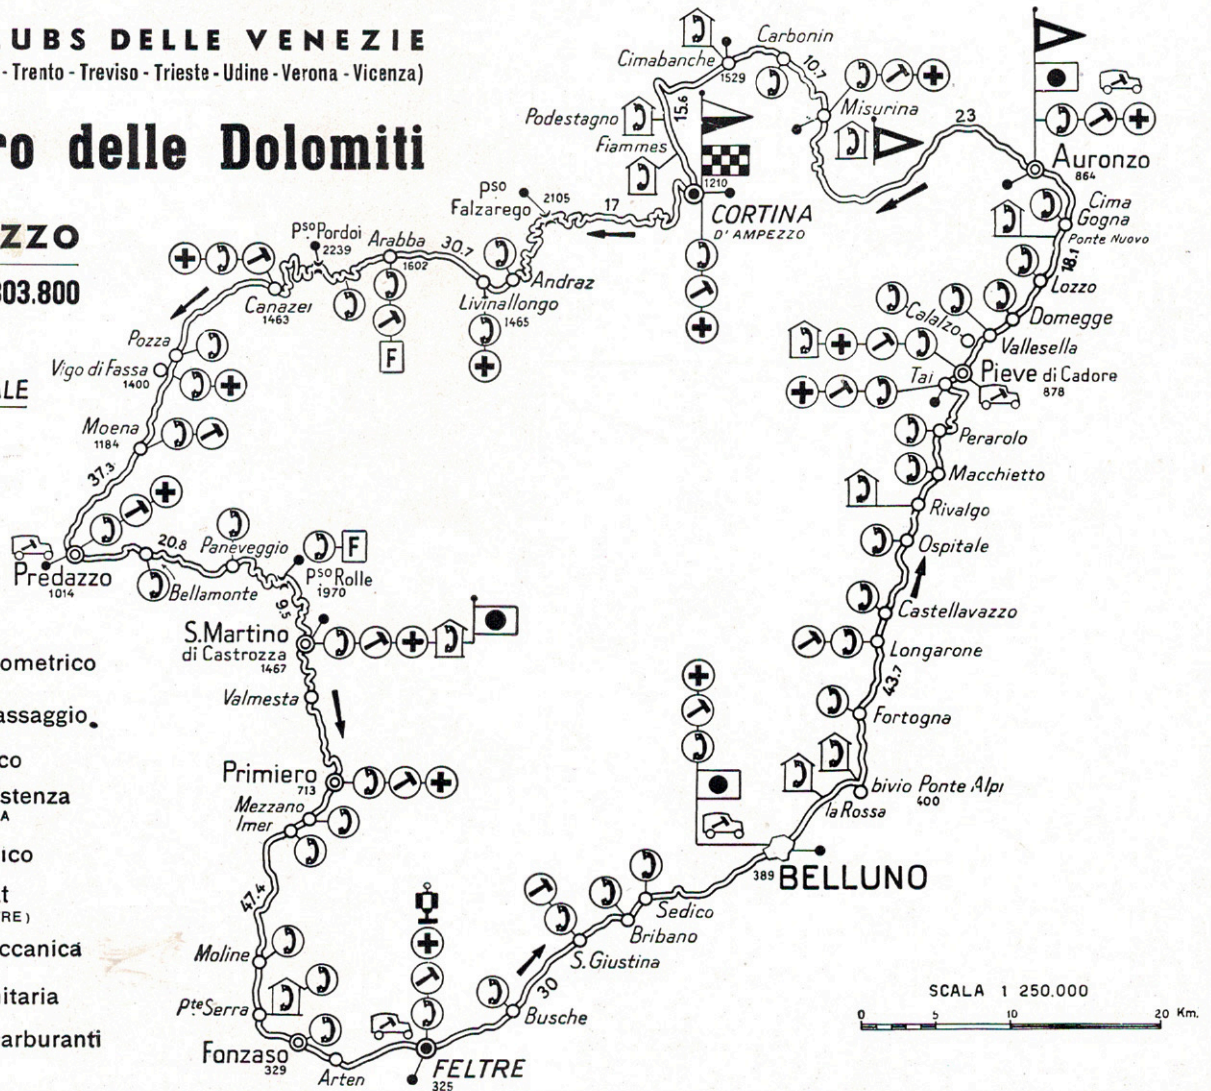 LUBS DELLE VENEZIE
- Trento - Treviso - Trieste - Udine - Verona - Vicenza)
ro delle Dolomiti
ZZO
303.800
ALE
ometrico
assaggio.
co
stenza
A
ico
t
TRE)
eccanica
nitaria
arburanti
Cimabanche
1529
Carbonin
10.7
Misurina
23
Podestagno
15.6
Fiammes
1210
CORTINA
D'AMPEZZO
Auronzo
864
Cima
Gogna
Ponte Nuovo
18.1
Lozzo
Domegge
Vallesella
Calalzo
Pieve di Cadore
878
Tai
Perarolo
Macchietto
Rivalgo
Ospitale
Castellavazzo
Longarone
43.7
Fortogna
bivio Ponte Alpi
400
la Rossa
BELLUNO
389
Sedico
Bribano
S. Giustina
30
Busche
FELTRE
325
Arten
Fonzaso
329
Pte Serra
Moline
47.4
Imer
Mezzano
Primiero
713
Valmesta
S. Martino
di Castrozza
1467
9.5
Pso Rolle
1970
F
Paneveggio
Bellamonte
20.8
Predazzo
1014
37.3
Moena
1184
Vigo di Fassa
1400
Pozza
Canazei
1463
Pso Pordoi
2239
Arabba
1602
F
30.7
Livinallongo
1465
Andraz
Pso
Falzarego
2105
17
SCALA 1 250.000
0 5 10 20 Km.